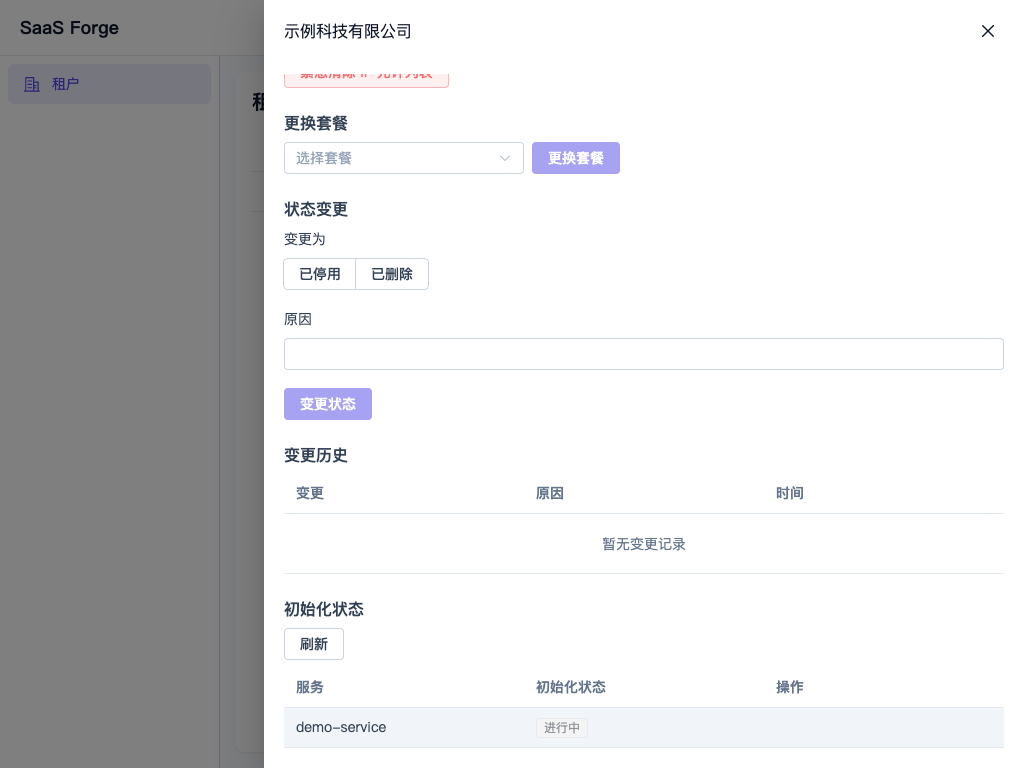 SaaS Forge
示例科技有限公司
租户
更换套餐
选择套餐
更换套餐
状态变更
变更为
已停用
已删除
原因
变更状态
变更历史
变更 原因 时间
暂无变更记录
初始化状态
刷新
服务 初始化状态 操作
demo-service 进行中